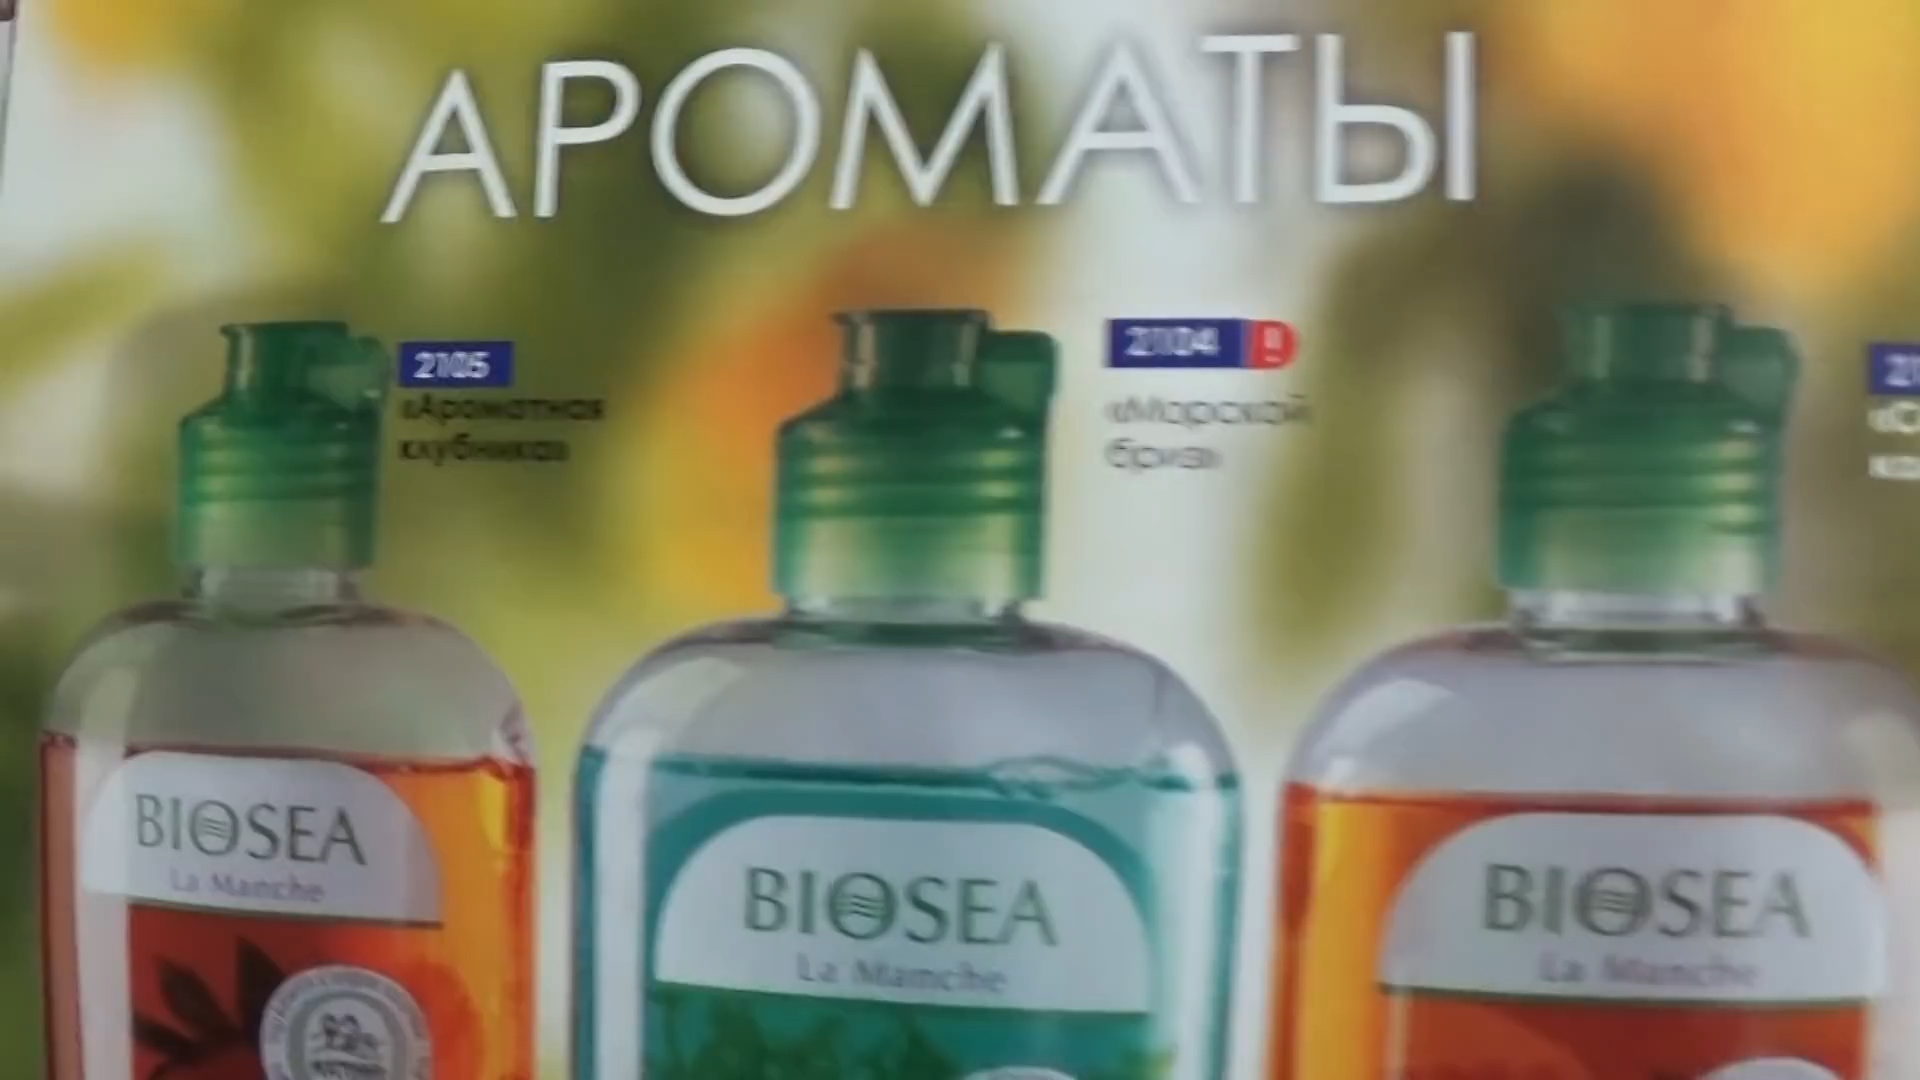 АРОМАТЫ
2105
«Ароматная
клубника»
2104
«Морской
бриз»
BIOSEA
La Manche
BIOSEA
La Manche
BIOSEA
La Manche